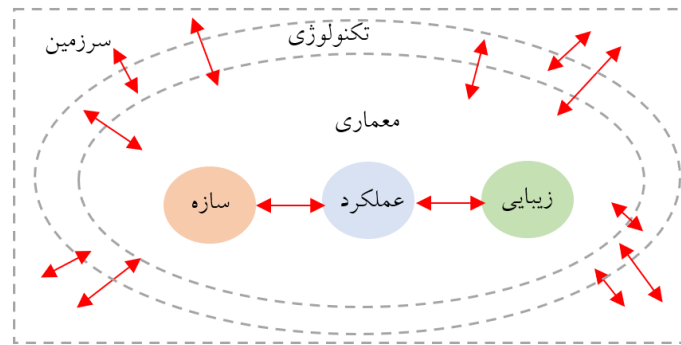 تکنولوژی
سرزمین
معماری
زیبایی
عملکرد
سازه